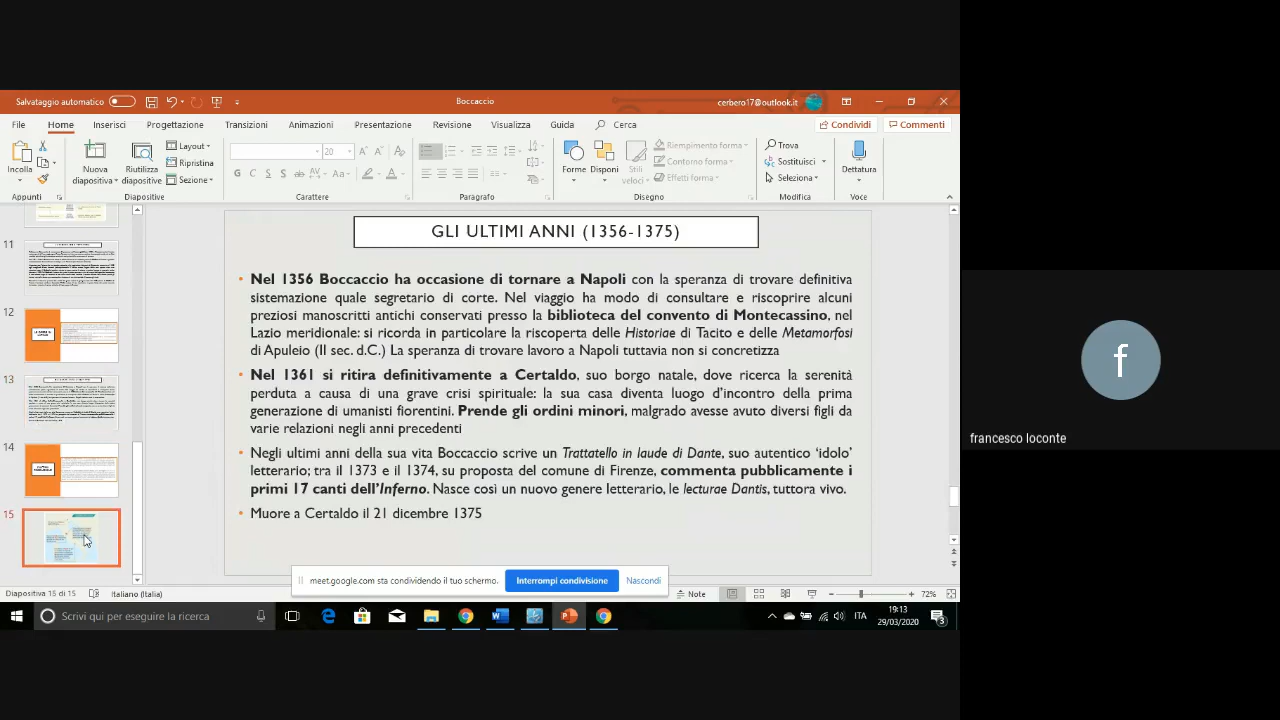 Salvataggio automatico
Boccaccio
cerbero17@outlook.it
File Home Inserisci Progettazione Transizioni Animazioni Presentazione Revisione Visualizza Guida Cerca
Condividi Commenti
Incolla
Nuova diapositiva
Riutilizza diapositive
Layout
Ripristina
Sezione
20
G C S S ab AV Aa A
Forme Disponi Stili veloci
Riempimento forma
Contorno forma
Effetti forma
Trova
Sostituisci
Seleziona
Dettatura
Appunti Diapositive Carattere Paragrafo Disegno Modifica Voce
11
12
13
14
15
GLI ULTIMI ANNI (1356-1375)
• Nel 1356 Boccaccio ha occasione di tornare a Napoli con la speranza di trovare definitiva
sistemazione quale segretario di corte. Nel viaggio ha modo di consultare e riscoprire alcuni
preziosi manoscritti antichi conservati presso la biblioteca del convento di Montecassino, nel
Lazio meridionale: si ricorda in particolare la riscoperta delle Historiae di Tacito e delle Metamorfosi
di Apuleio (II sec. d.C.) La speranza di trovare lavoro a Napoli tuttavia non si concretizza
• Nel 1361 si ritira definitivamente a Certaldo, suo borgo natale, dove ricerca la serenità
perduta a causa di una grave crisi spirituale: la sua casa diventa luogo d'incontro della prima
generazione di umanisti fiorentini. Prende gli ordini minori, malgrado avesse avuto diversi figli da
varie relazioni negli anni precedenti
• Negli ultimi anni della sua vita Boccaccio scrive un Trattatello in laude di Dante, suo autentico 'idolo'
letterario; tra il 1373 e il 1374, su proposta del comune di Firenze, commenta pubblicamente i
primi 17 canti dell'Inferno. Nasce così un nuovo genere letterario, le lecturae Dantis, tuttora vivo.
• Muore a Certaldo il 21 dicembre 1375
meet.google.com sta condividendo il tuo schermo.
Interrompi condivisione
Nascondi
Diapositiva 15 di 15
Italiano (Italia)
Note
72%
Scrivi qui per eseguire la ricerca
ITA
19:13
29/03/2020
3
f
francesco loconte